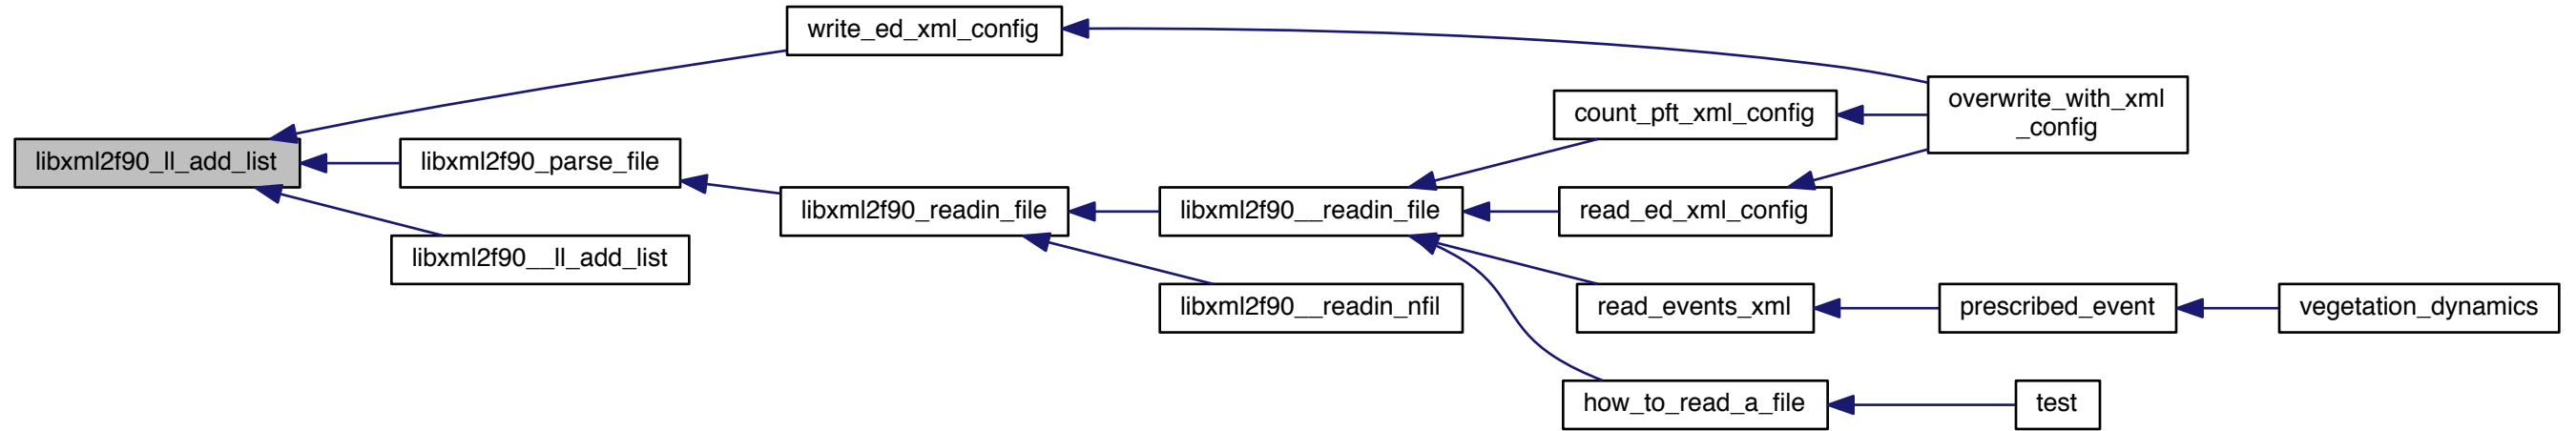 write_ed_xml_config
overwrite_with_xml
_config
count_pft_xml_config
libxml2f90_ll_add_list
libxml2f90_parse_file
libxml2f90_readin_file
libxml2f90__readin_file
read_ed_xml_config
libxml2f90__ll_add_list
libxml2f90__readin_nfil
read_events_xml
prescribed_event
vegetation_dynamics
how_to_read_a_file
test